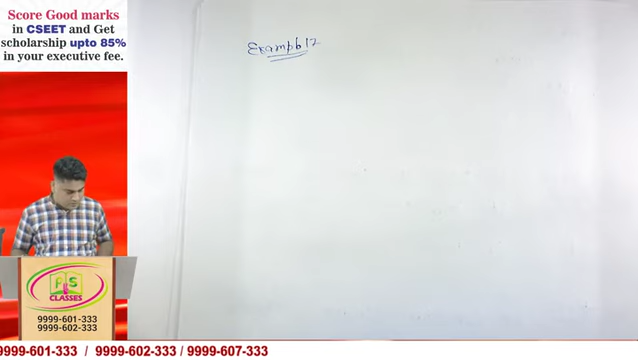 Score Good marks
in CSEET and Get
scholarship upto 85%
in your executive fee.
Example 12
PS
CLASSES
9999-601-333
9999-602-333
9999-601-333 / 9999-602-333 / 9999-607-333